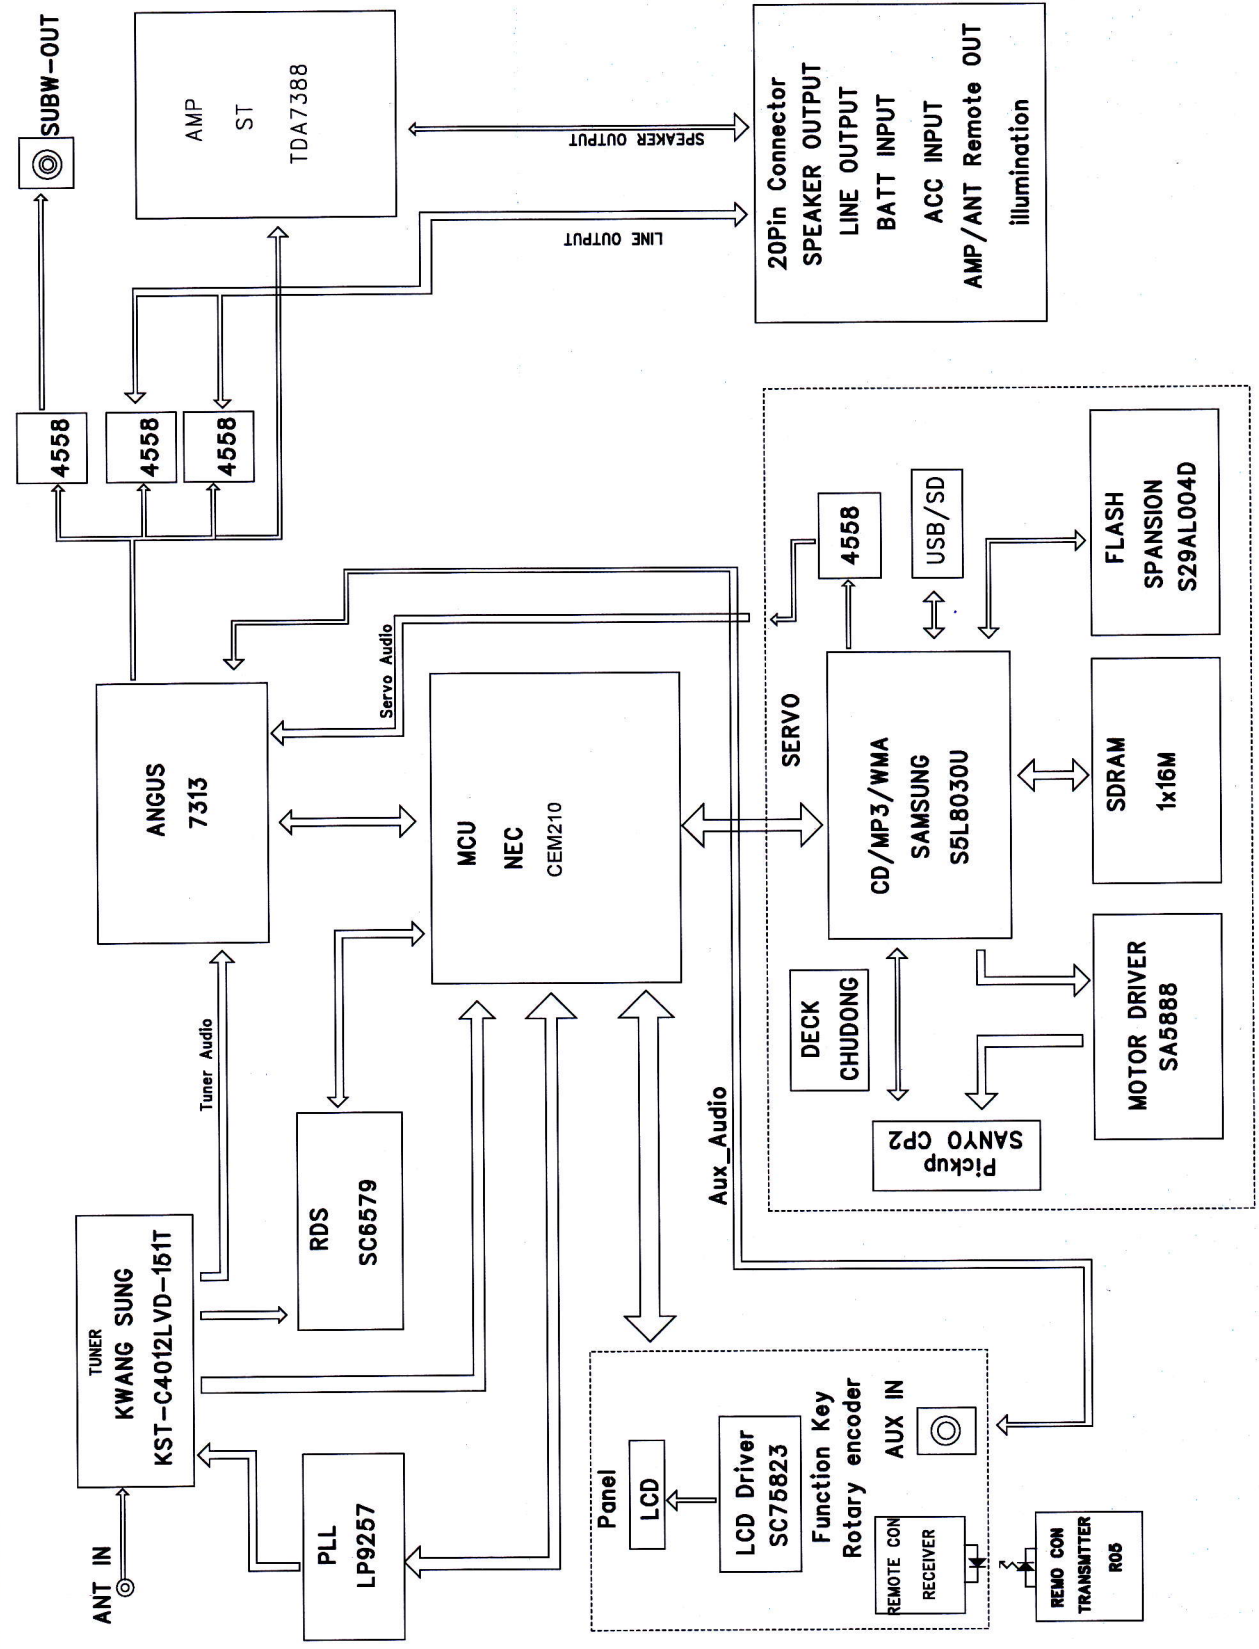 ANT IN
TUNER
KWANG SUNG
KST-C4012LVD-151T
PLL
LP9257
RDS
SC6579
Tuner Audio
ANGUS
7313
4558
4558
4558
SUBW-OUT
AMP
ST
TDA7388
LINE OUTPUT
SPEAKER OUTPUT
20Pin Connector
SPEAKER OUTPUT
LINE OUTPUT
BATT INPUT
ACC INPUT
AMP/ANT Remote OUT
illumination
Servo Audio
MCU
NEC
CEM210
Aux_Audio
Panel
LCD
LCD Driver
SC75823
Function Key
Rotary encoder
AUX IN
REMOTE CON
RECEIVER
REMO CON
TRANSMTTER
R05
SERVO
CD/MP3/WMA
SAMSUNG
S5L8030U
4558
USB/SD
DECK
CHUDONG
Pickup
SANYO CP2
MOTOR DRIVER
SA5888
SDRAM
1x16M
FLASH
SPANSION
S29AL004D